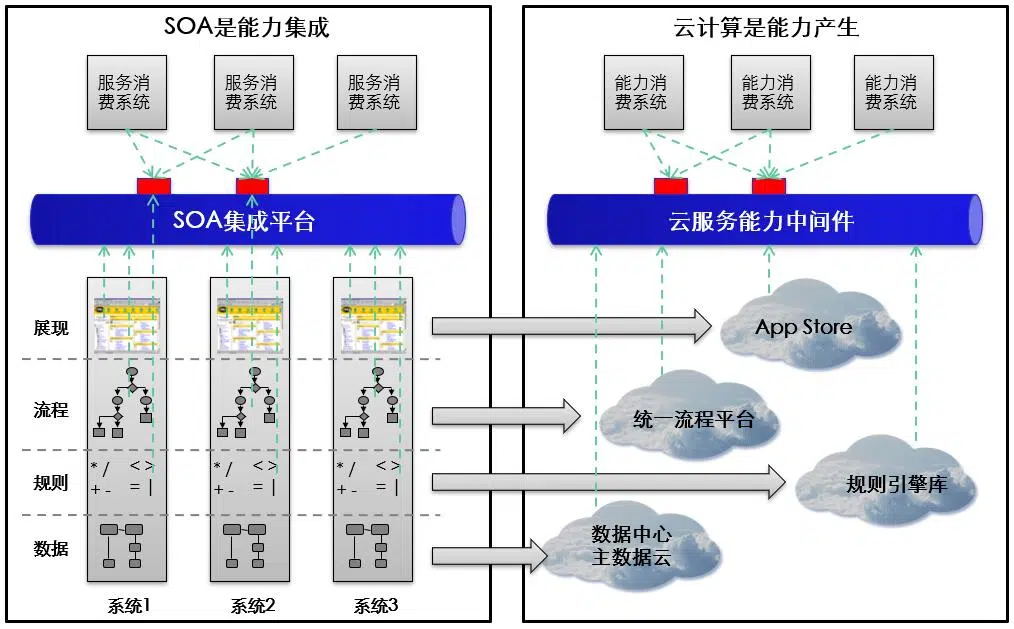 SOA是能力集成
服务消
费系统
服务消
费系统
服务消
费系统
SOA集成平台
展现
流程
* / < >
+ - = |
* / < >
+ - = |
* / < >
+ - = |
规则
数据
系统1
系统2
系统3
云计算是能力产生
能力消
费系统
能力消
费系统
能力消
费系统
云服务能力中间件
App Store
统一流程平台
规则引擎库
数据中心
主数据云